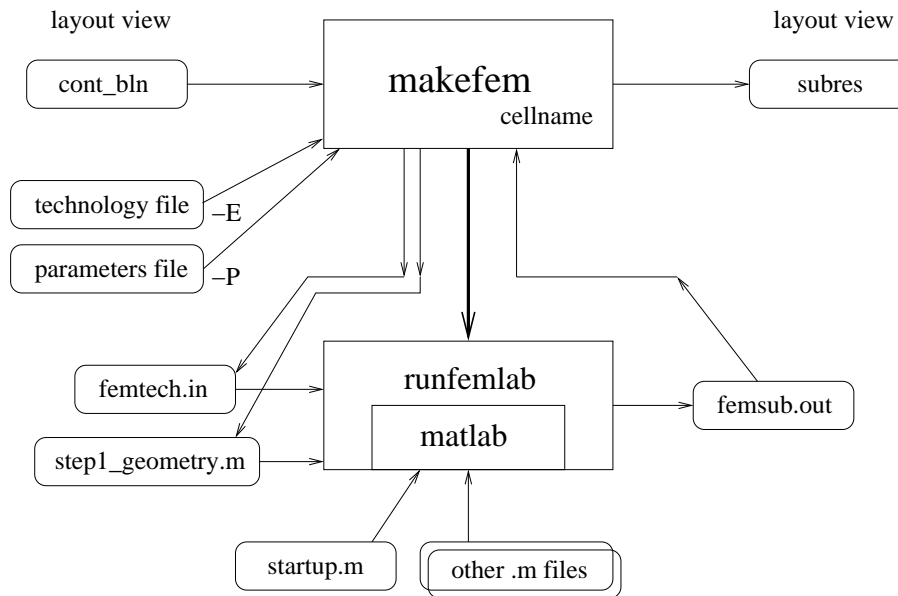 layout view
layout view
cont_bln
makefem
cellname
subres
technology file
–E
parameters file
–P
femtech.in
runfemlab
femsub.out
matlab
step1_geometry.m
startup.m
other .m files